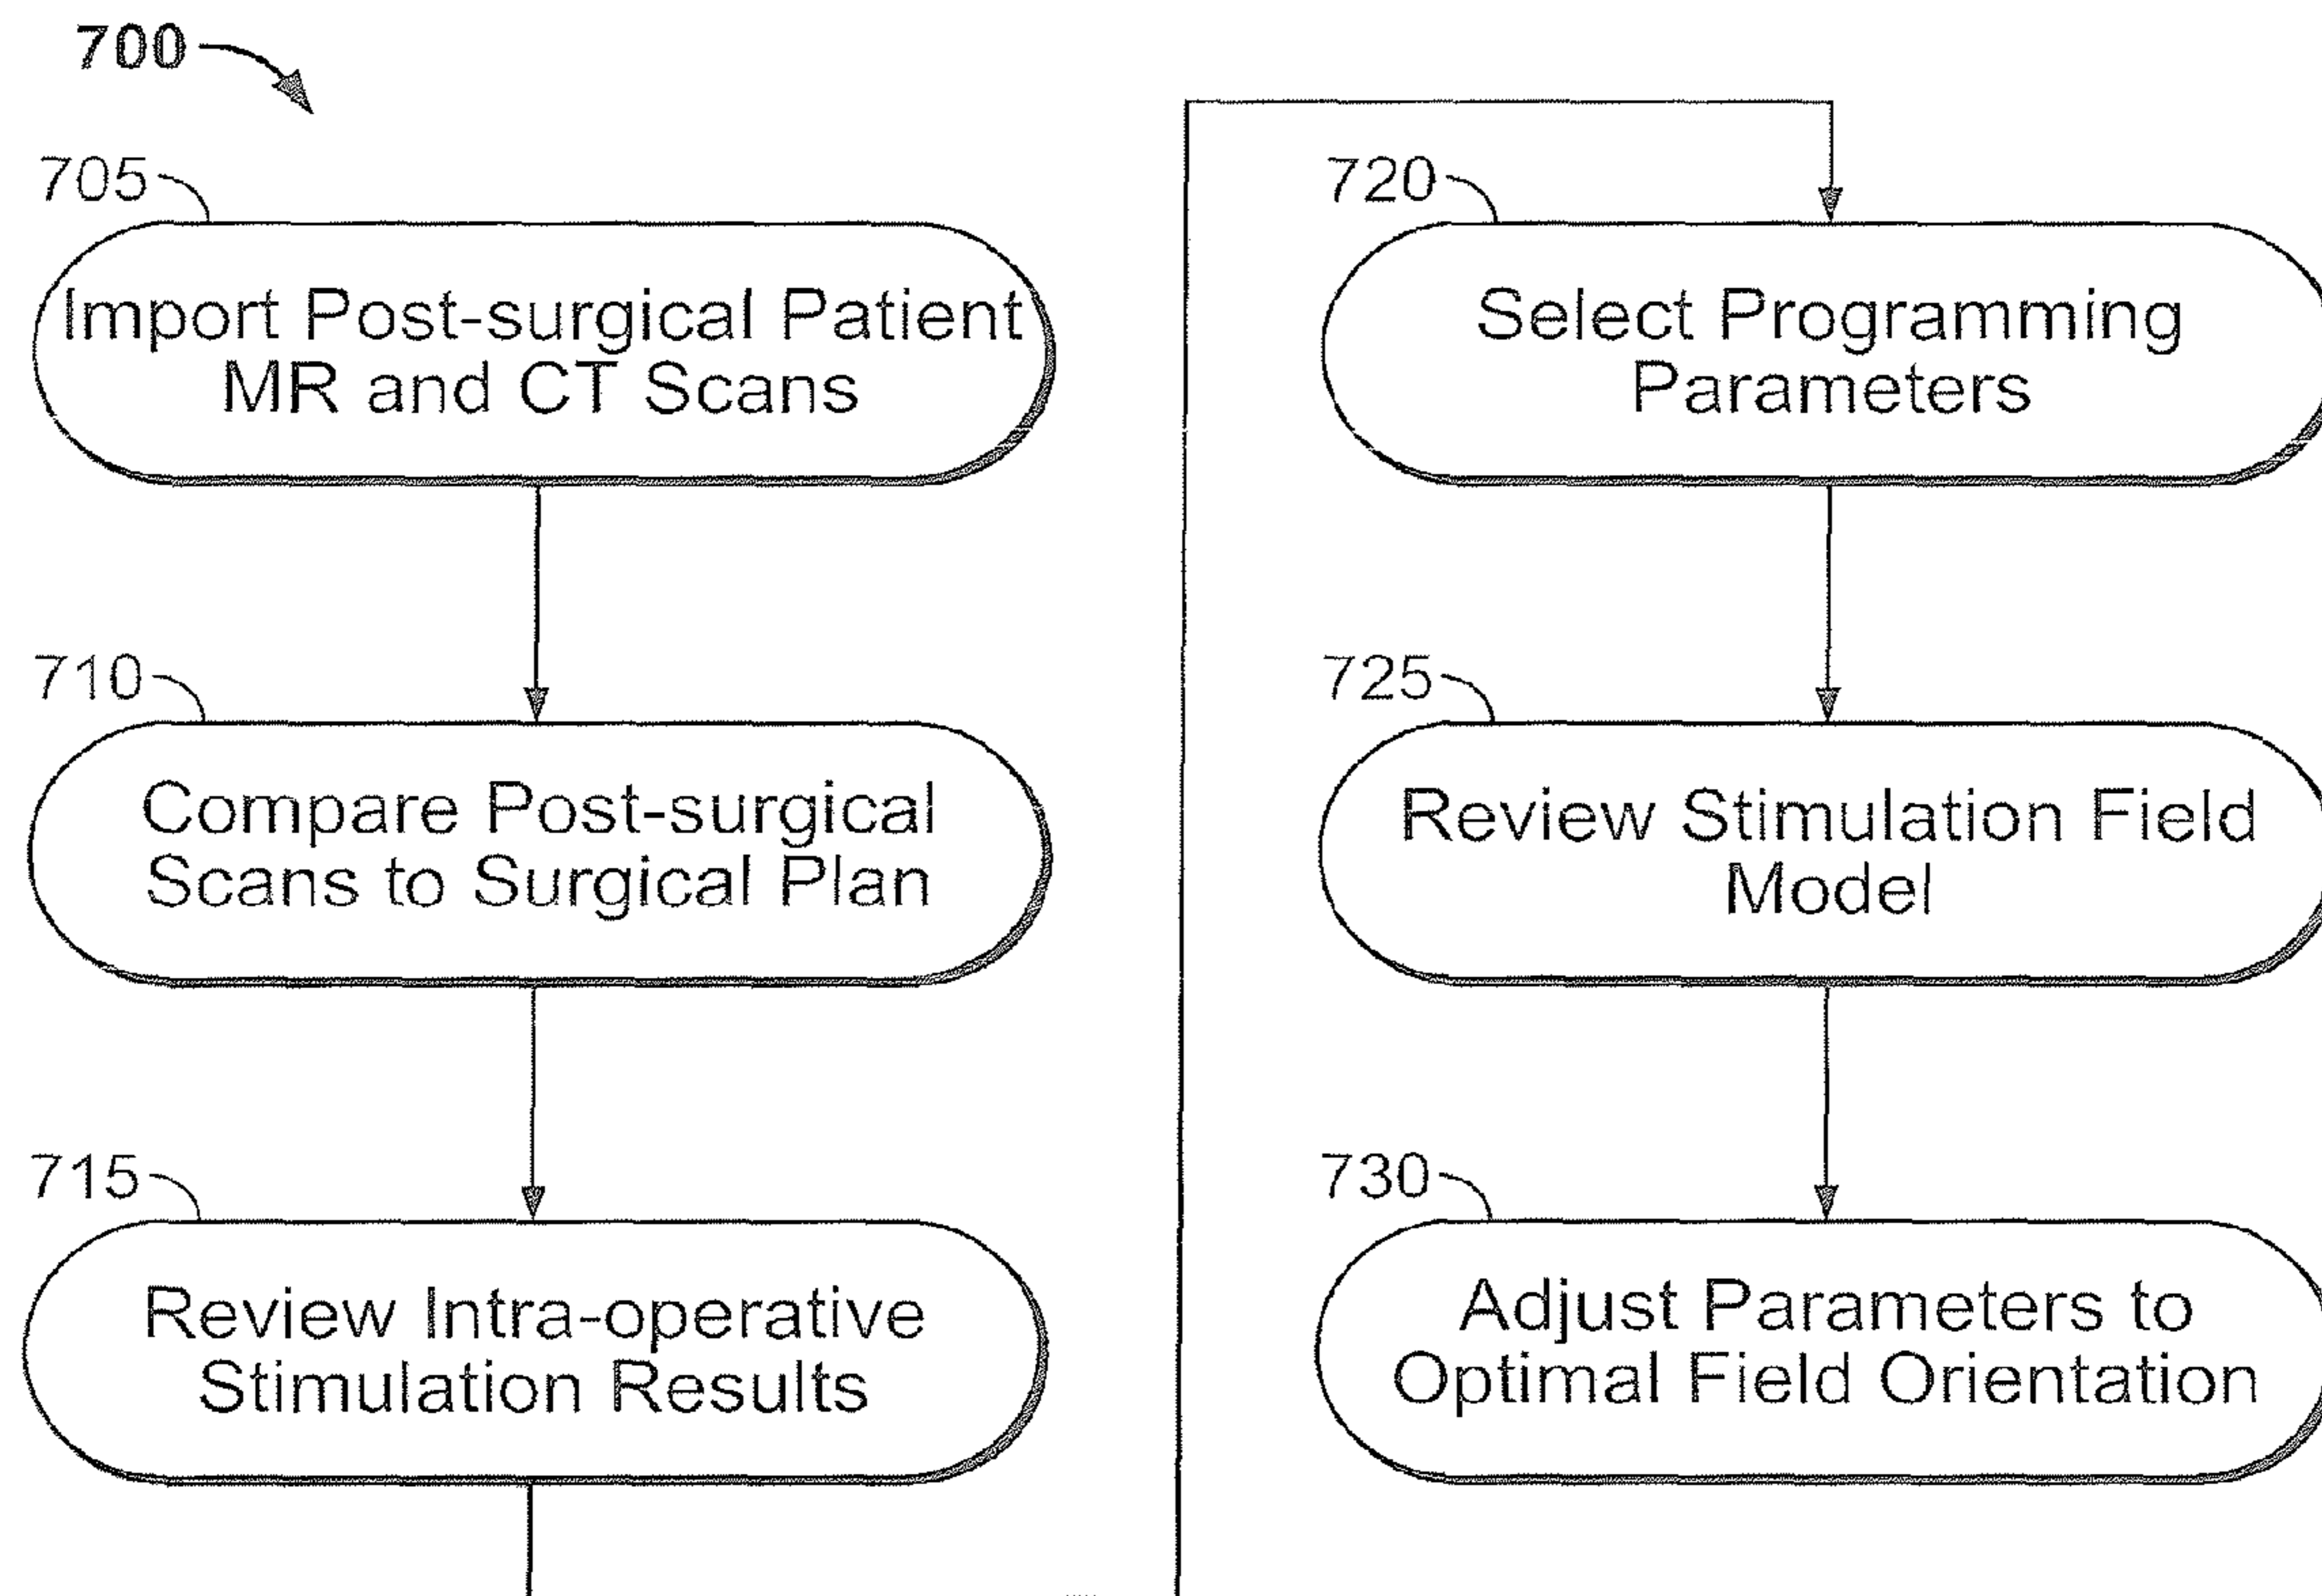 700
705
Import Post-surgical Patient
MR and CT Scans
710
Compare Post-surgical
Scans to Surgical Plan
715
Review Intra-operative
Stimulation Results
720
Select Programming
Parameters
725
Review Stimulation Field
Model
730
Adjust Parameters to
Optimal Field Orientation